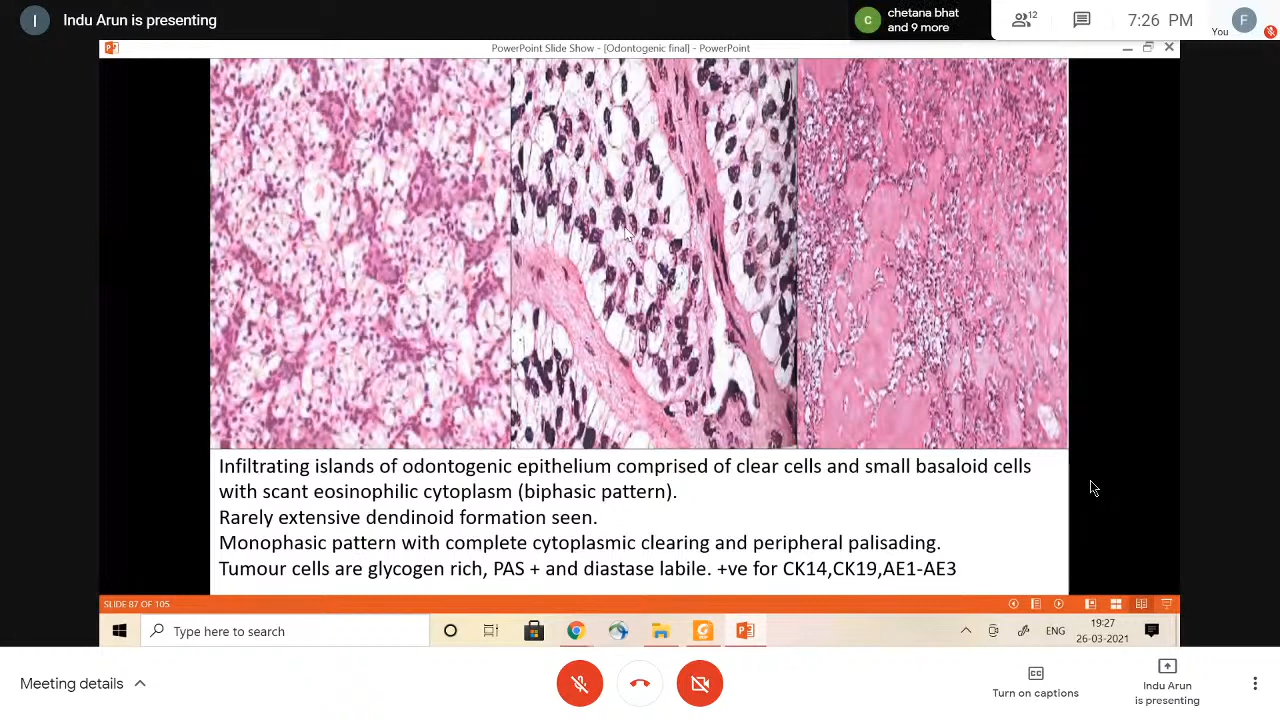 I Indu Arun is presenting
c chetana bhat
and 9 more
12
7:26 PM
You
F
PowerPoint Slide Show - [Odontogenic final] - PowerPoint
Infiltrating islands of odontogenic epithelium comprised of clear cells and small basaloid cells
with scant eosinophilic cytoplasm (biphasic pattern).
Rarely extensive dendinoid formation seen.
Monophasic pattern with complete cytoplasmic clearing and peripheral palisading.
Tumour cells are glycogen rich, PAS + and diastase labile. +ve for CK14,CK19,AE1-AE3
SLIDE 87 OF 105
Type here to search
ENG
19:27
26-03-2021
Meeting details
Turn on captions
Indu Arun
is presenting